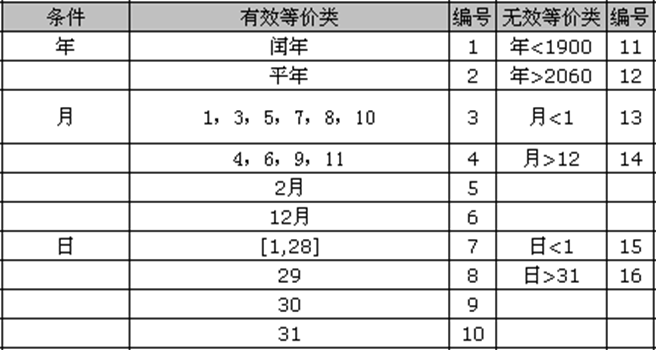 条件 有效等价类 编号 无效等价类 编号
年 闰年 1 年<1900 11
平年 2 年>2060 12
月 1, 3, 5, 7, 8, 10 3 月<1 13
4, 6, 9, 11 4 月>12 14
2月 5
12月 6
日 [1,28] 7 日<1 15
29 8 日>31 16
30 9
31 10